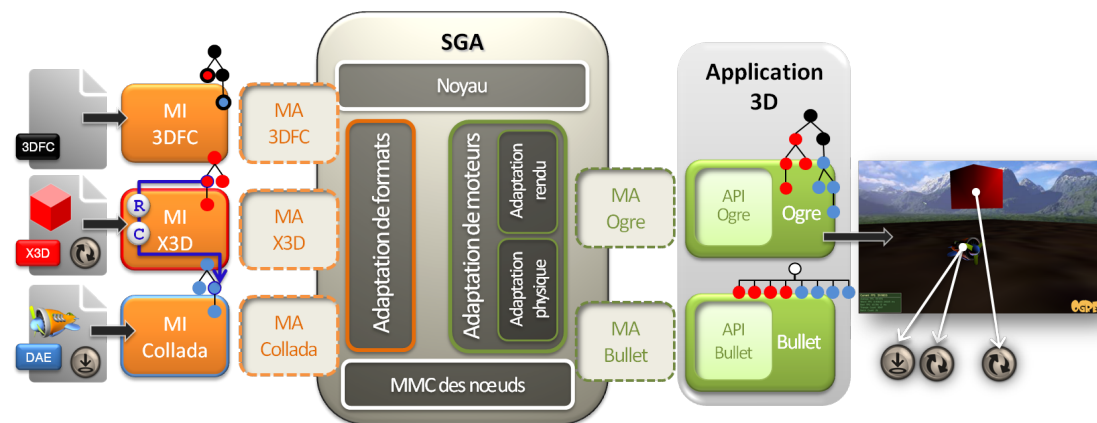 SGA
Noyau
Adaptation de formats
Adaptation de moteurs
Adaptation rendu
Adaptation physique
MMC des nœuds
3DFC
MI
3DFC
MA
3DFC
X3D
R
C
MI
X3D
MA
X3D
DAE
MI
Collada
MA
Collada
MA
Ogre
MA
Bullet
Application
3D
API
Ogre
Ogre
API
Bullet
Bullet
OGRE